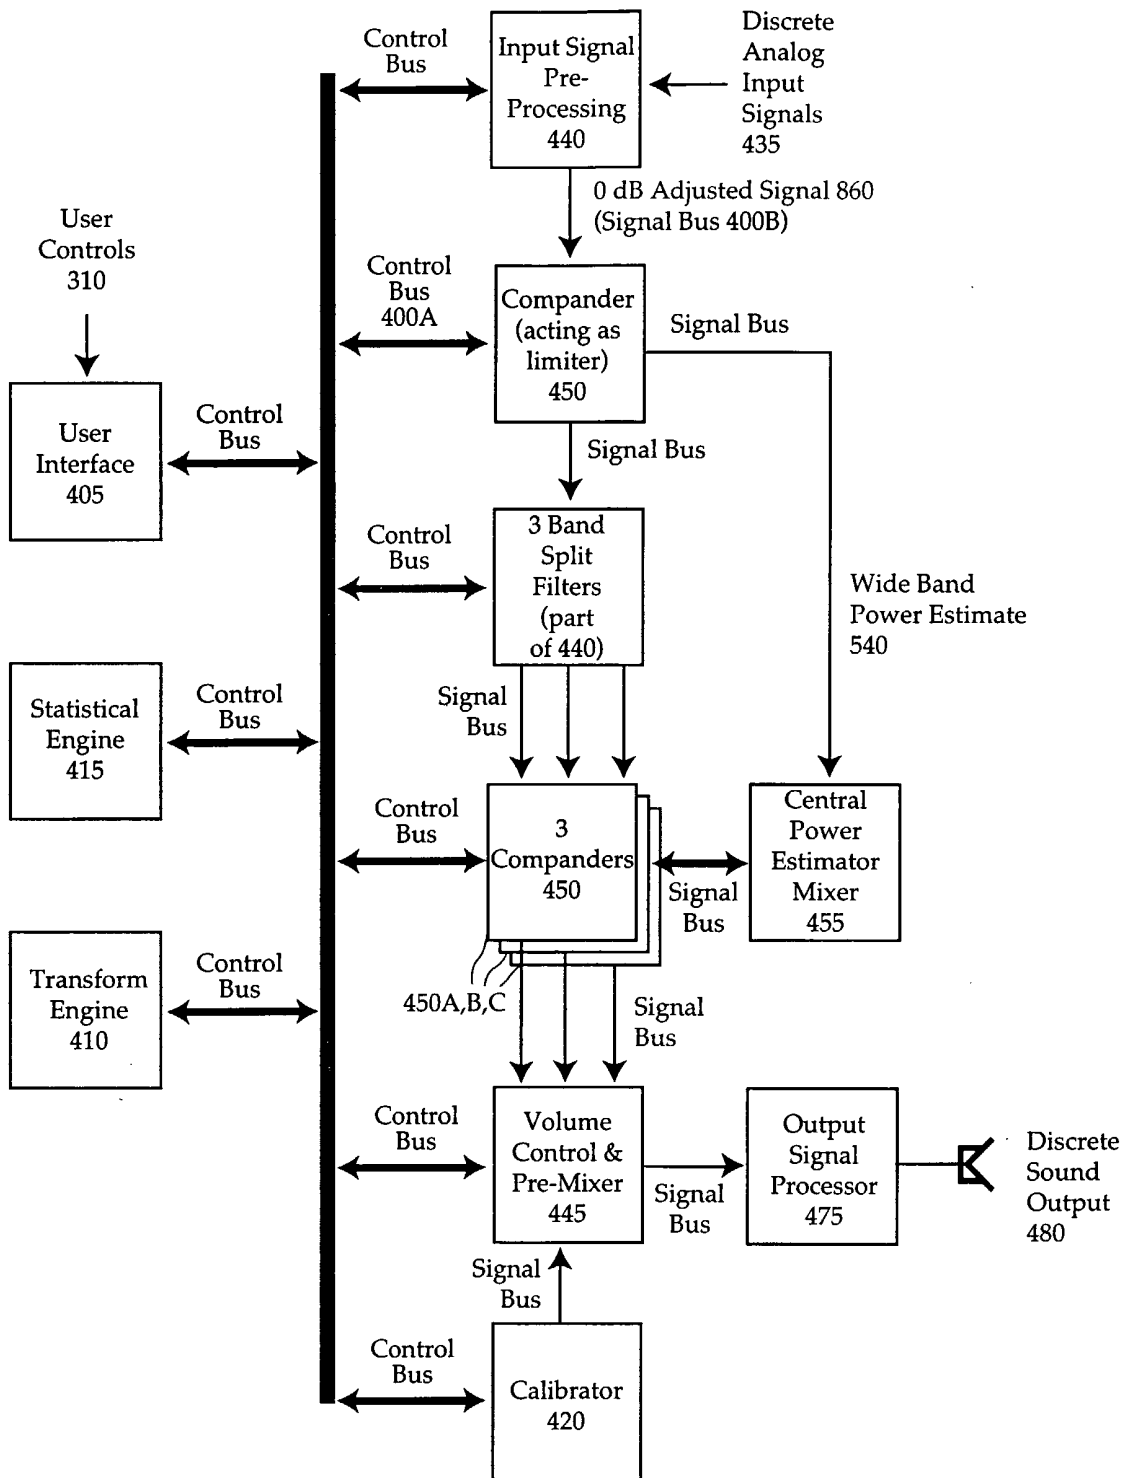 Control
Bus
Input Signal
Pre-
Processing
440
Discrete
Analog
Input
Signals
435
0 dB Adjusted Signal 860
(Signal Bus 400B)
User
Controls
310
Control
Bus
400A
Compander
(acting as
limiter)
450
Signal Bus
User
Interface
405
Control
Bus
Signal Bus
Control
Bus
3 Band
Split
Filters
(part
of 440)
Wide Band
Power Estimate
540
Statistical
Engine
415
Control
Bus
Signal
Bus
Control
Bus
3
Companders
450
Signal
Bus
Central
Power
Estimator
Mixer
455
Transform
Engine
410
Control
Bus
450A,B,C
Signal
Bus
Control
Bus
Volume
Control &
Pre-Mixer
445
Signal
Bus
Output
Signal
Processor
475
Discrete
Sound
Output
480
Signal
Bus
Control
Bus
Calibrator
420